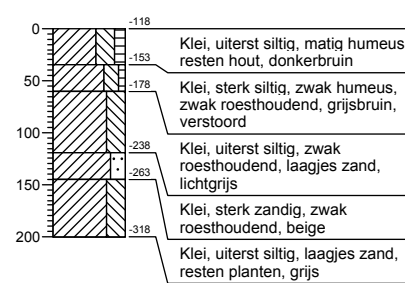 0
-118
Klei, uiterst siltig, matig humeus,
resten hout, donkerbruin
-153
50
Klei, sterk siltig, zwak humeus,
zwak roesthoudend, grijsbruin,
verstoord
-178
100
Klei, uiterst siltig, zwak
roesthoudend, laagjes zand,
lichtgrijs
-238
150
Klei, sterk zandig, zwak
roesthoudend, beige
-263
200
Klei, uiterst siltig, laagjes zand,
resten planten, grijs
-318